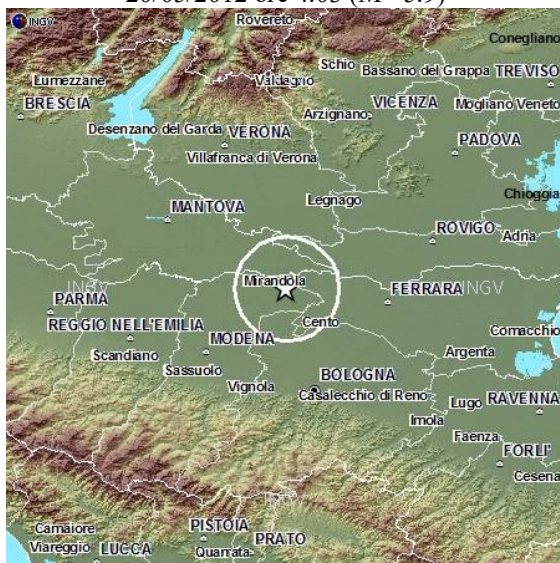 20/05/2012 ore 4:03 (M=5.9)
INGV
Rovereto
Conegliano
Lumezzane
Valdagno
Schio
Bassano del Grappa
TREVISO
BRESCIA
Arzignano
VICENZA
Mogliano Veneto
Desenzano del Garda
VERONA
PADOVA
Villafranca di Verona
Chioggia
Legnago
MANTOVA
ROVIGO
Adria
Mirandola
INGV
FERRARA
INGV
PARMA
REGGIO NELL'EMILIA
Cento
Comacchio
MODENA
Scandiano
Argenta
Sassuolo
BOLOGNA
Vignola
Casalecchio di Reno
Lugo
RAVENNA
Imola
Faenza
FORLI'
Cesena
Camaiore
PISTOIA
Viareggio
LUCCA
Quarrata
PRATO